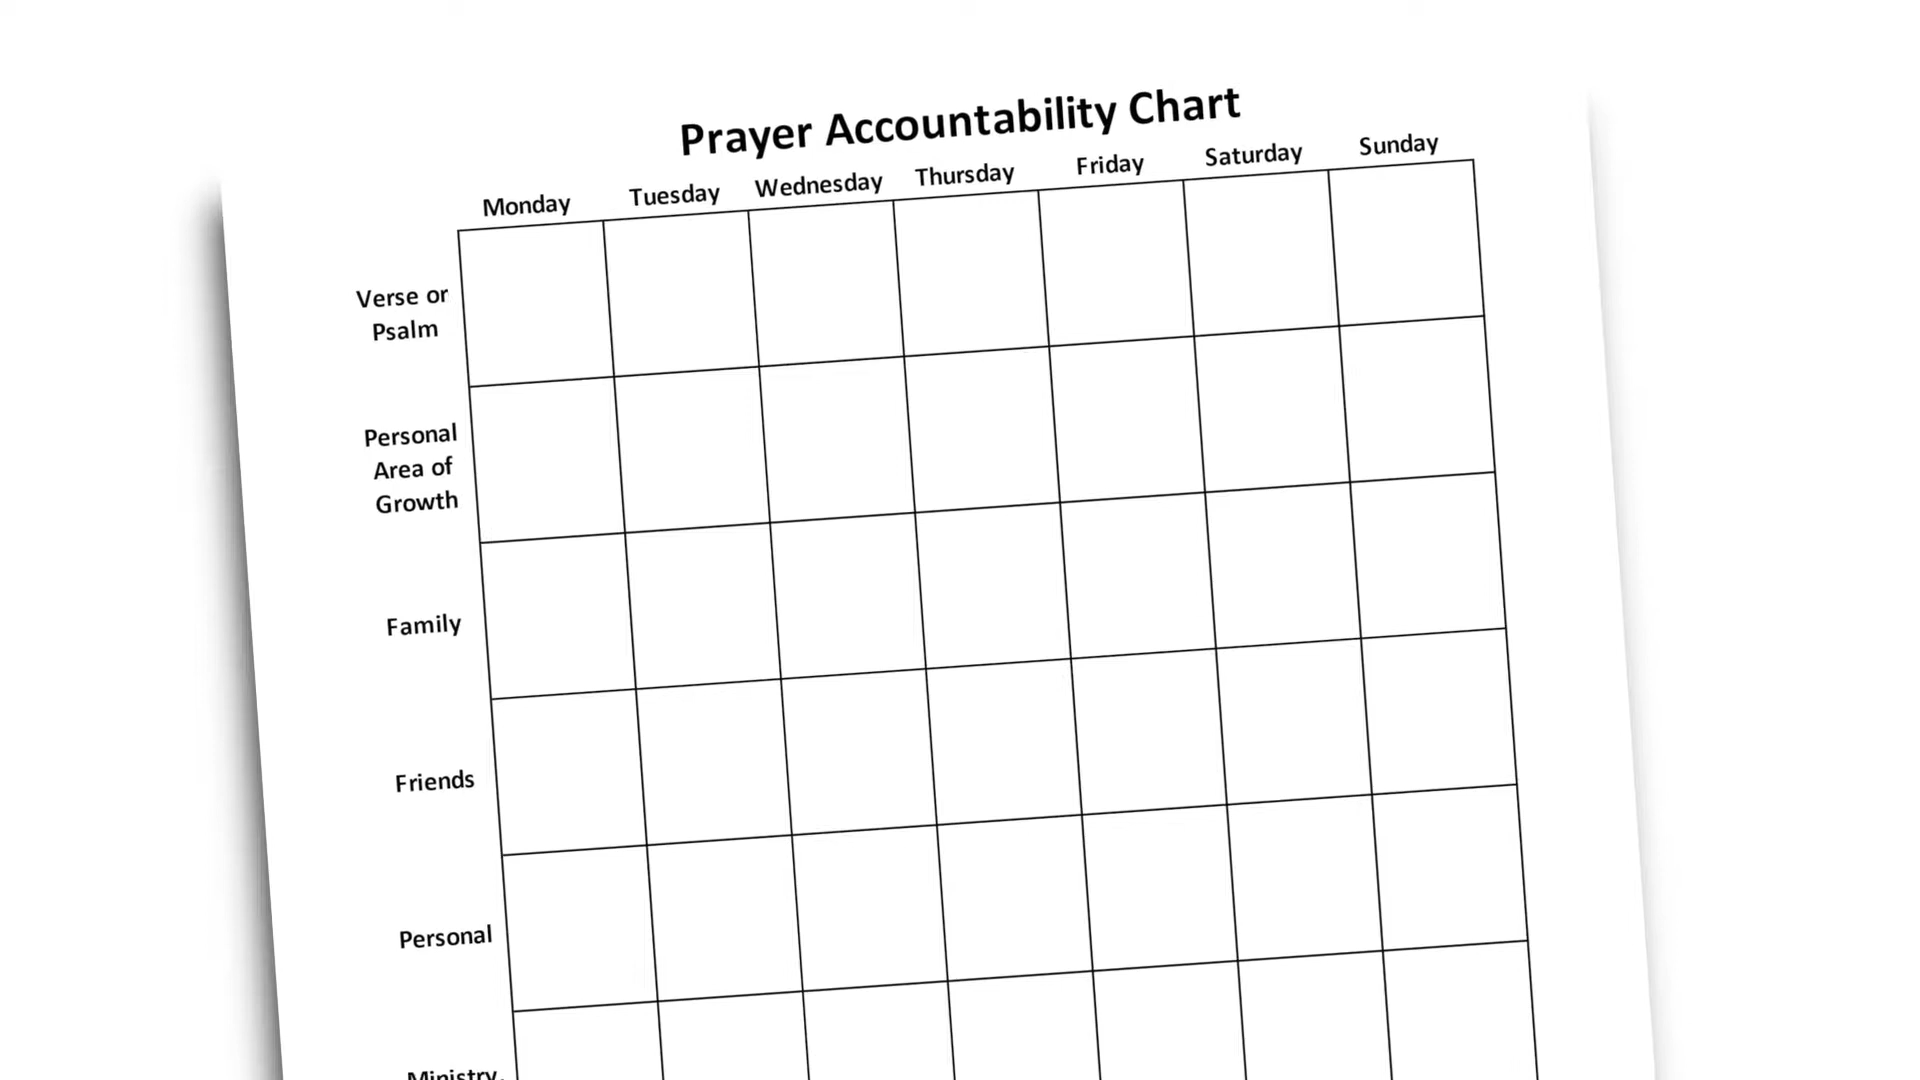 Prayer Accountability Chart
Monday Tuesday Wednesday Thursday Friday Saturday Sunday
Verse or
Psalm
Personal
Area of
Growth
Family
Friends
Personal
Ministry,